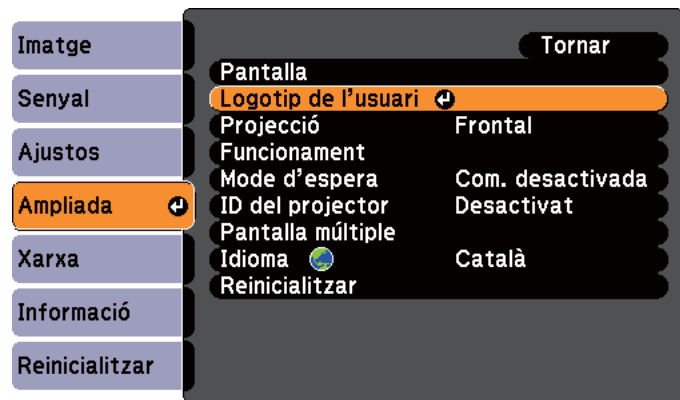 Imatge
Senyal
Ajustos
Ampliada
Xarxa
Informació
Reinicialitzar
Tornar
Pantalla
Logotip de l'usuari
Projecció Frontal
Funcionament
Mode d'espera Com. desactivada
ID del projector Desactivat
Pantalla múltiple
Idioma Català
Reinicialitzar